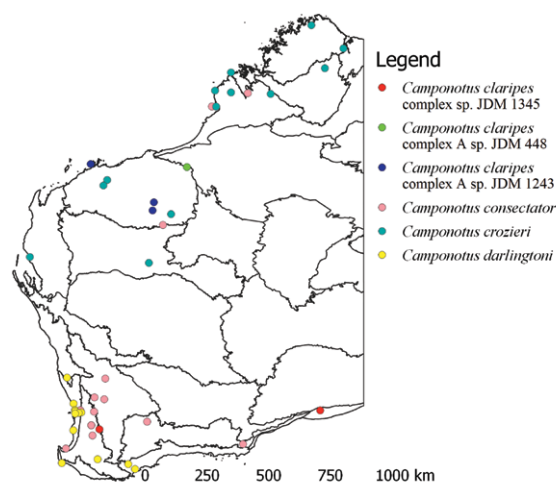 Legend
Camponotus claripes
complex sp. JDM 1345
Camponotus claripes
complex A sp. JDM 448
Camponotus claripes
complex A sp. JDM 1243
Camponotus consectator
Camponotus crozieri
Camponotus darlingtoni
0 250 500 750 1000 km